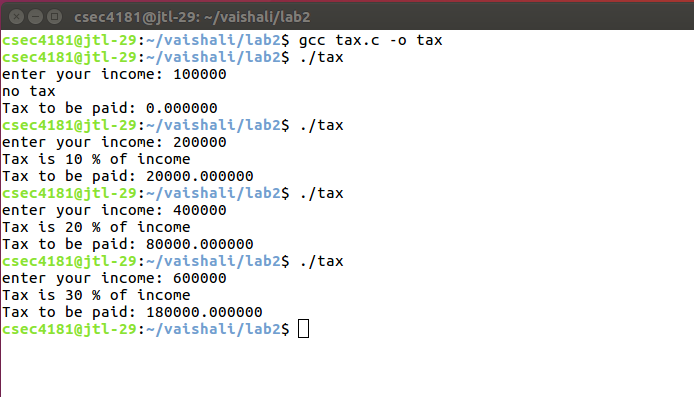 csec4181@jtl-29: ~/vaishali/lab2
csec4181@jtl-29:~/vaishali/lab2$ gcc tax.c -o tax
csec4181@jtl-29:~/vaishali/lab2$ ./tax
enter your income: 100000
no tax
Tax to be paid: 0.000000
csec4181@jtl-29:~/vaishali/lab2$ ./tax
enter your income: 200000
Tax is 10 % of income
Tax to be paid: 20000.000000
csec4181@jtl-29:~/vaishali/lab2$ ./tax
enter your income: 400000
Tax is 20 % of income
Tax to be paid: 80000.000000
csec4181@jtl-29:~/vaishali/lab2$ ./tax
enter your income: 600000
Tax is 30 % of income
Tax to be paid: 180000.000000
csec4181@jtl-29:~/vaishali/lab2$